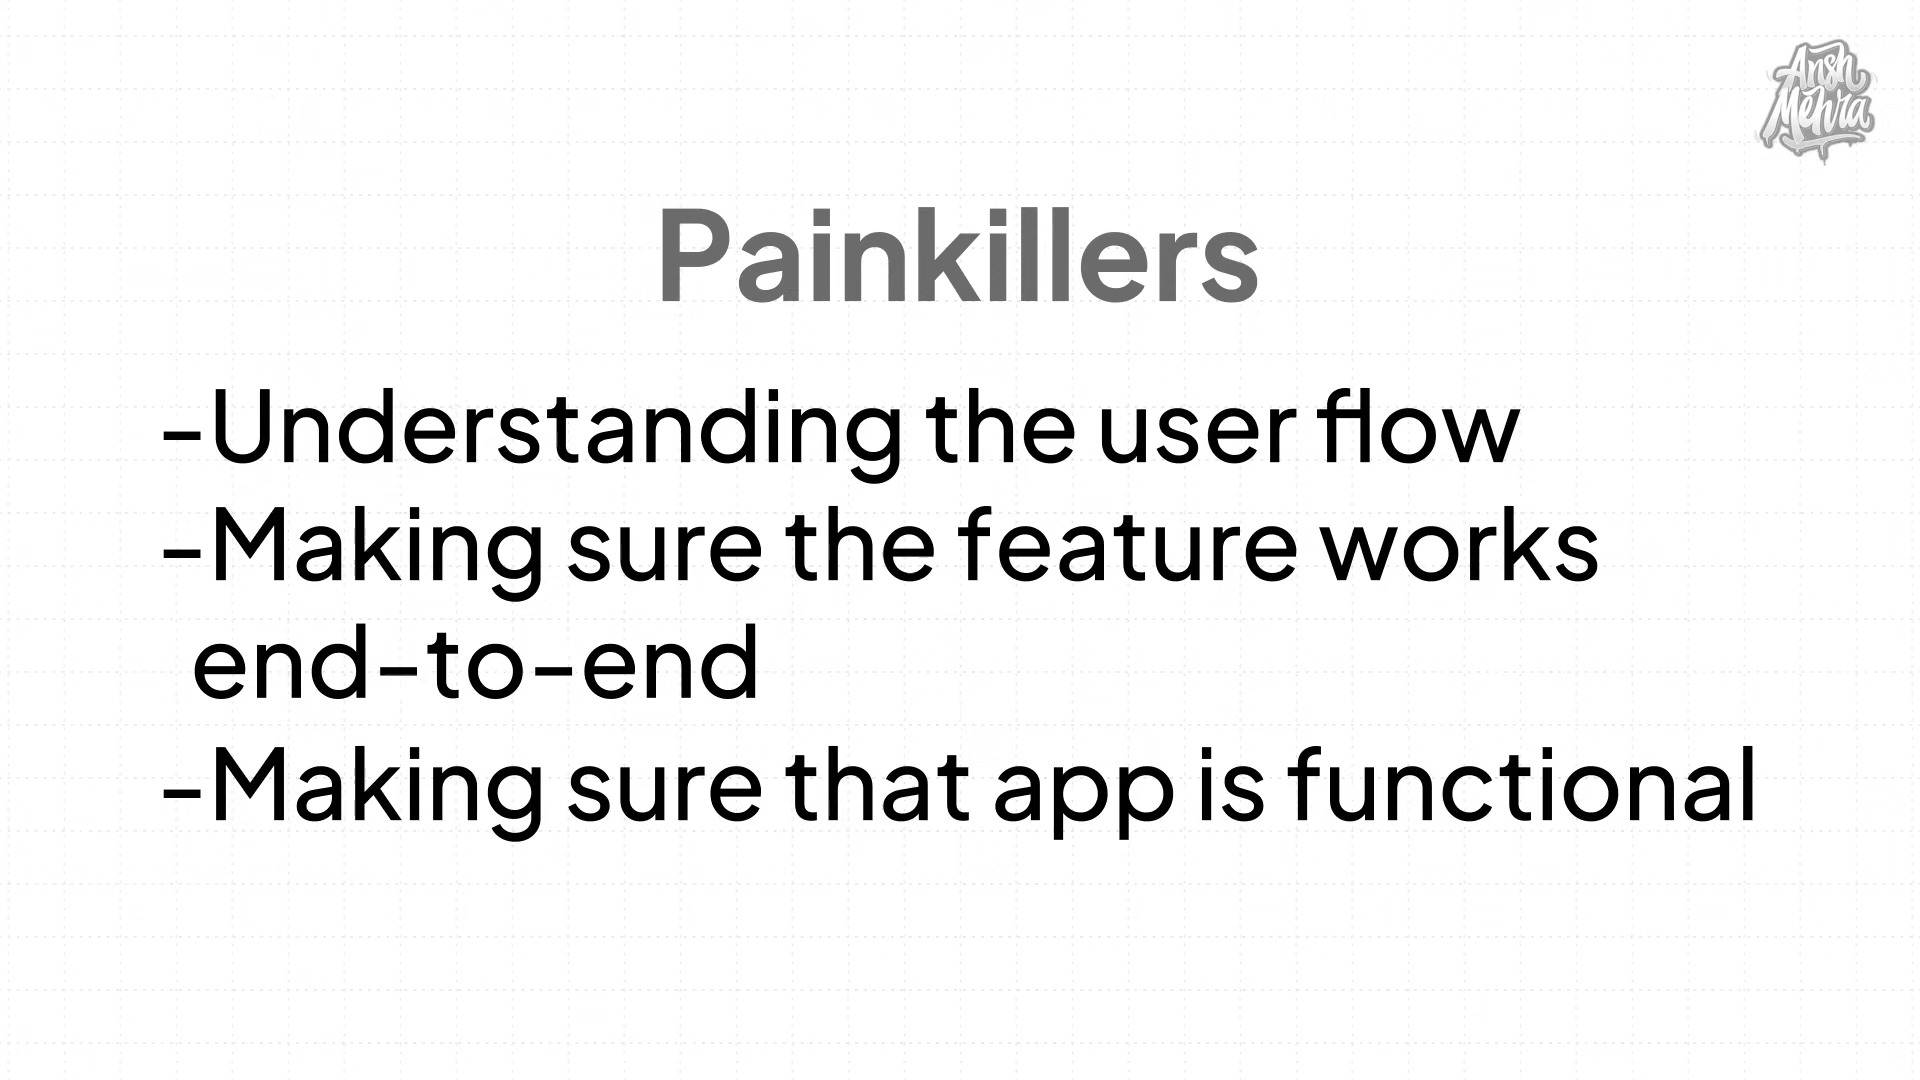 Ansh
Mehra
Painkillers
-Understanding the user flow
-Making sure the feature works
end-to-end
-Making sure that app is functional